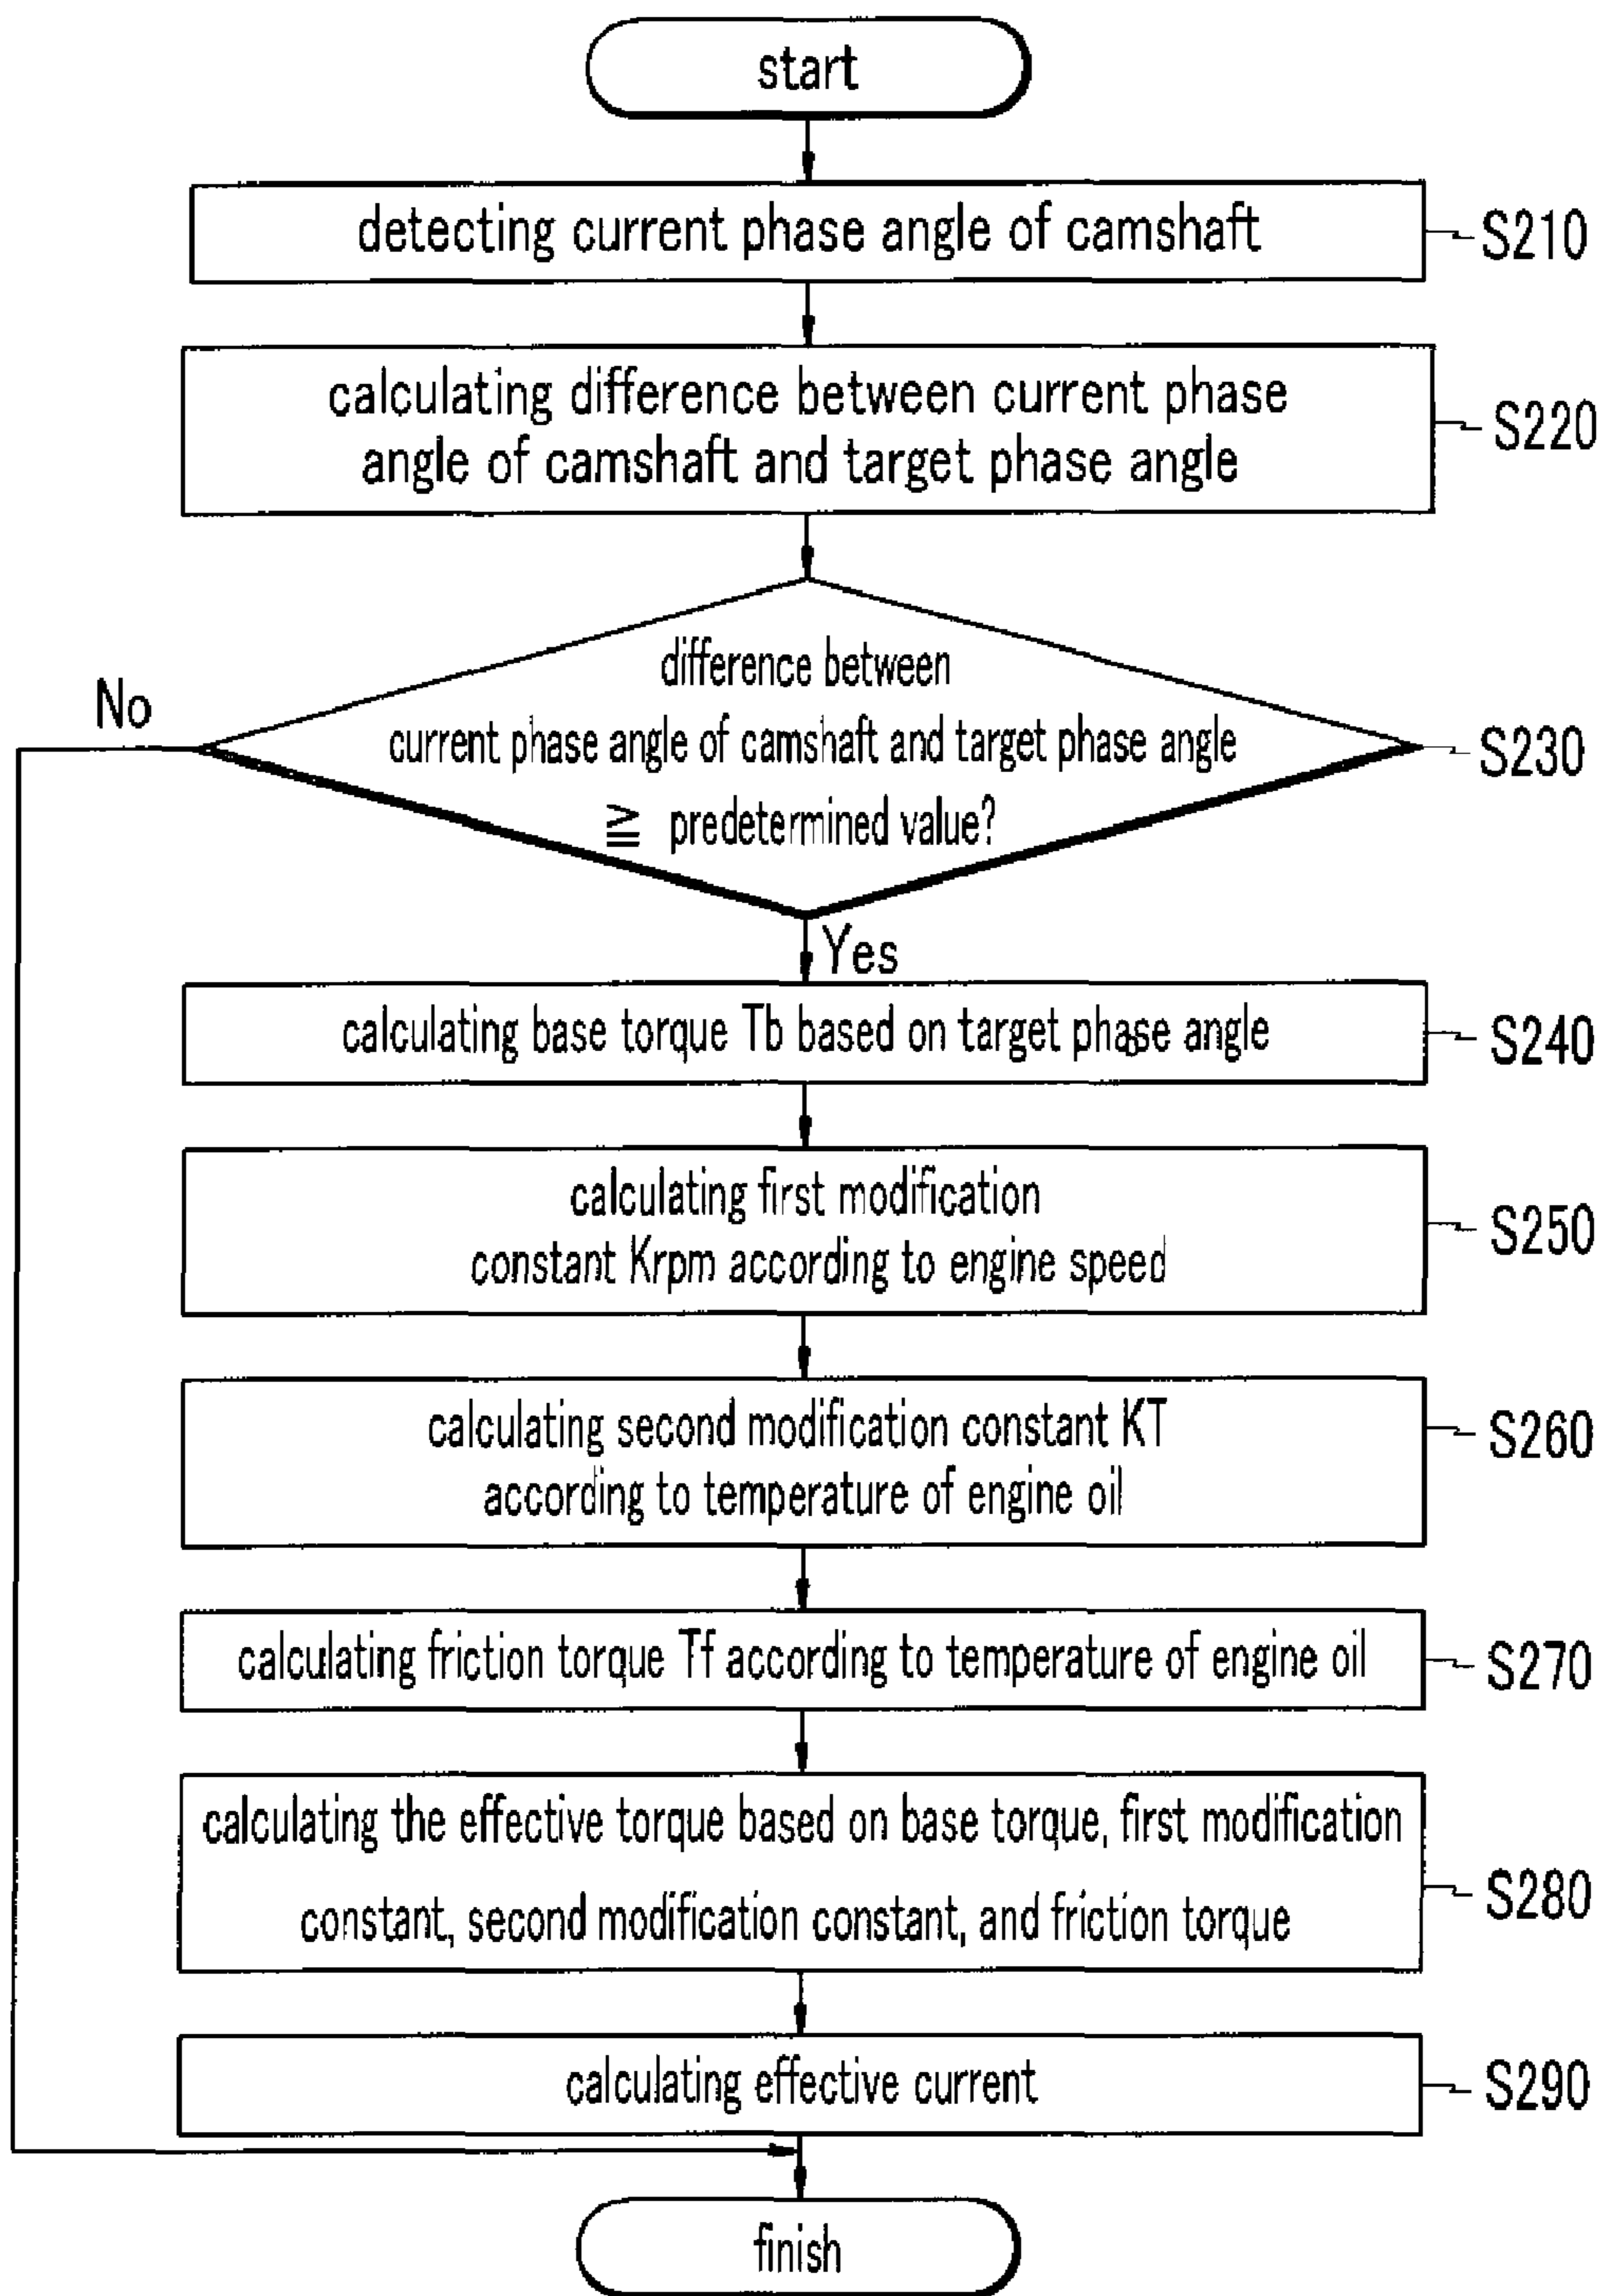 start
detecting current phase angle of camshaft
S210
calculating difference between current phase
angle of camshaft and target phase angle
S220
difference between
current phase angle of camshaft and target phase angle
≧ predetermined value?
S230
No
Yes
calculating base torque Tb based on target phase angle
S240
calculating first modification
constant Krpm according to engine speed
S250
calculating second modification constant KT
according to temperature of engine oil
S260
calculating friction torque Tf according to temperature of engine oil
S270
calculating the effective torque based on base torque, first modification
constant, second modification constant, and friction torque
S280
calculating effective current
S290
finish